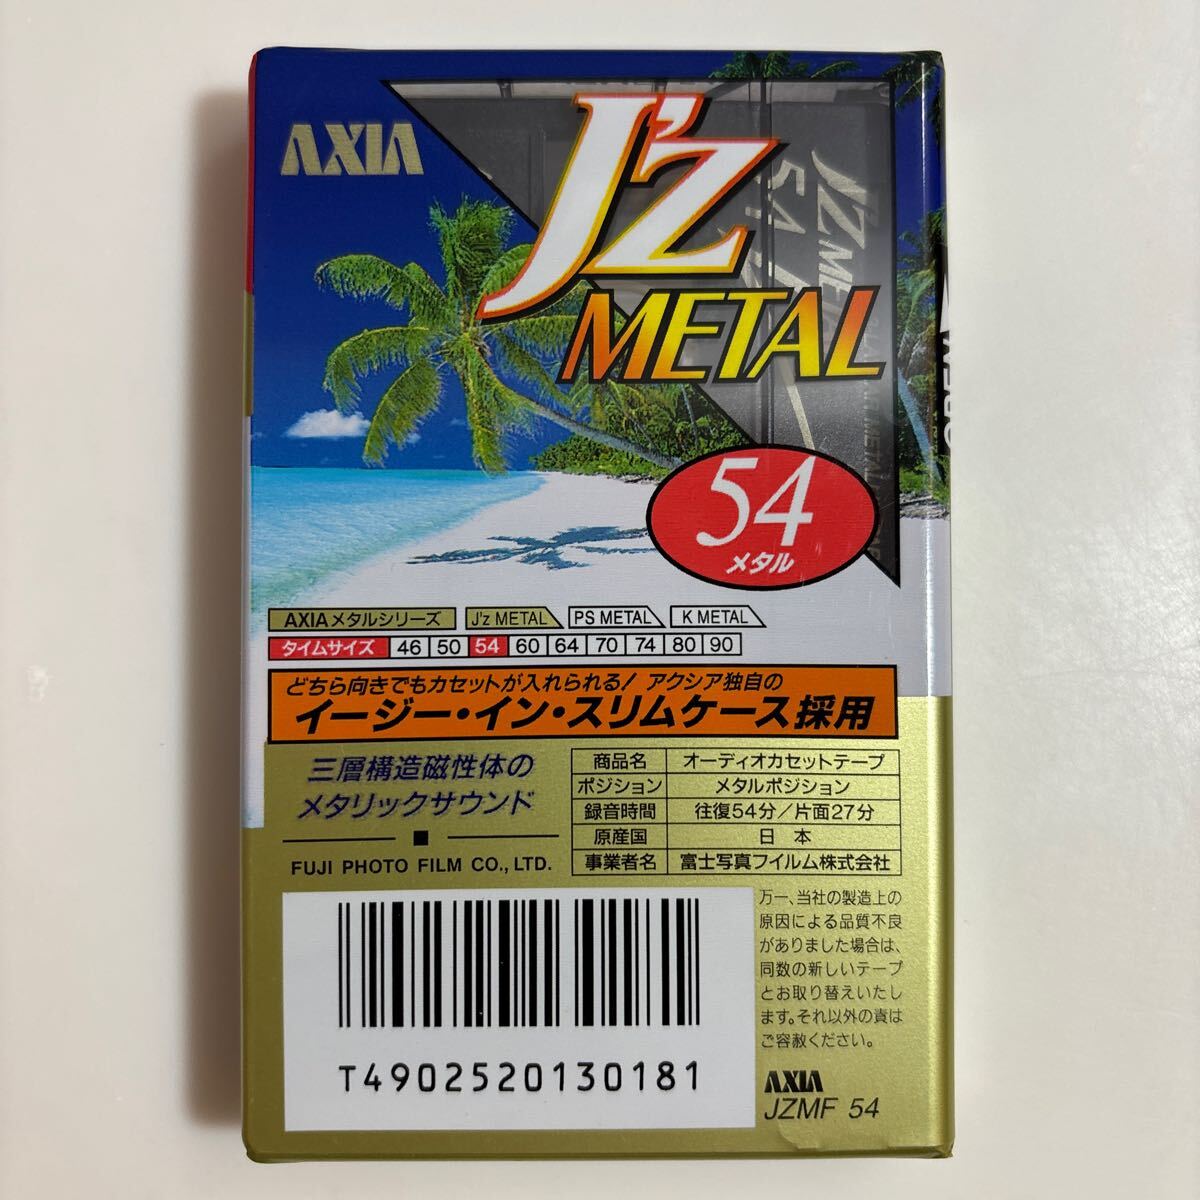 AXIA
J'Z
METAL
JZ METAL
54
54
メタル
OPEN
AXIAメタルシリーズ J'z METAL PS METAL K METAL
タイムサイズ 46 50 54 60 64 70 74 80 90
どちら向きでもカセットが入れられる! アクシア独自の
イージー・イン・スリムケース採用
三層構造磁性体の
メタリックサウンド
FUJI PHOTO FILM CO., LTD.
商品名 オーディオカセットテープ
ポジション メタルポジション
録音時間 往復54分/片面27分
原産国 日本
事業者名 富士写真フイルム株式会社
万一、当社の製造上の
原因による品質不良
がありました場合は、
同数の新しいテープ
とお取り替えいたし
ます。それ以外の責は
ご容赦ください。
T4902520130181
AXIA
JZMF 54